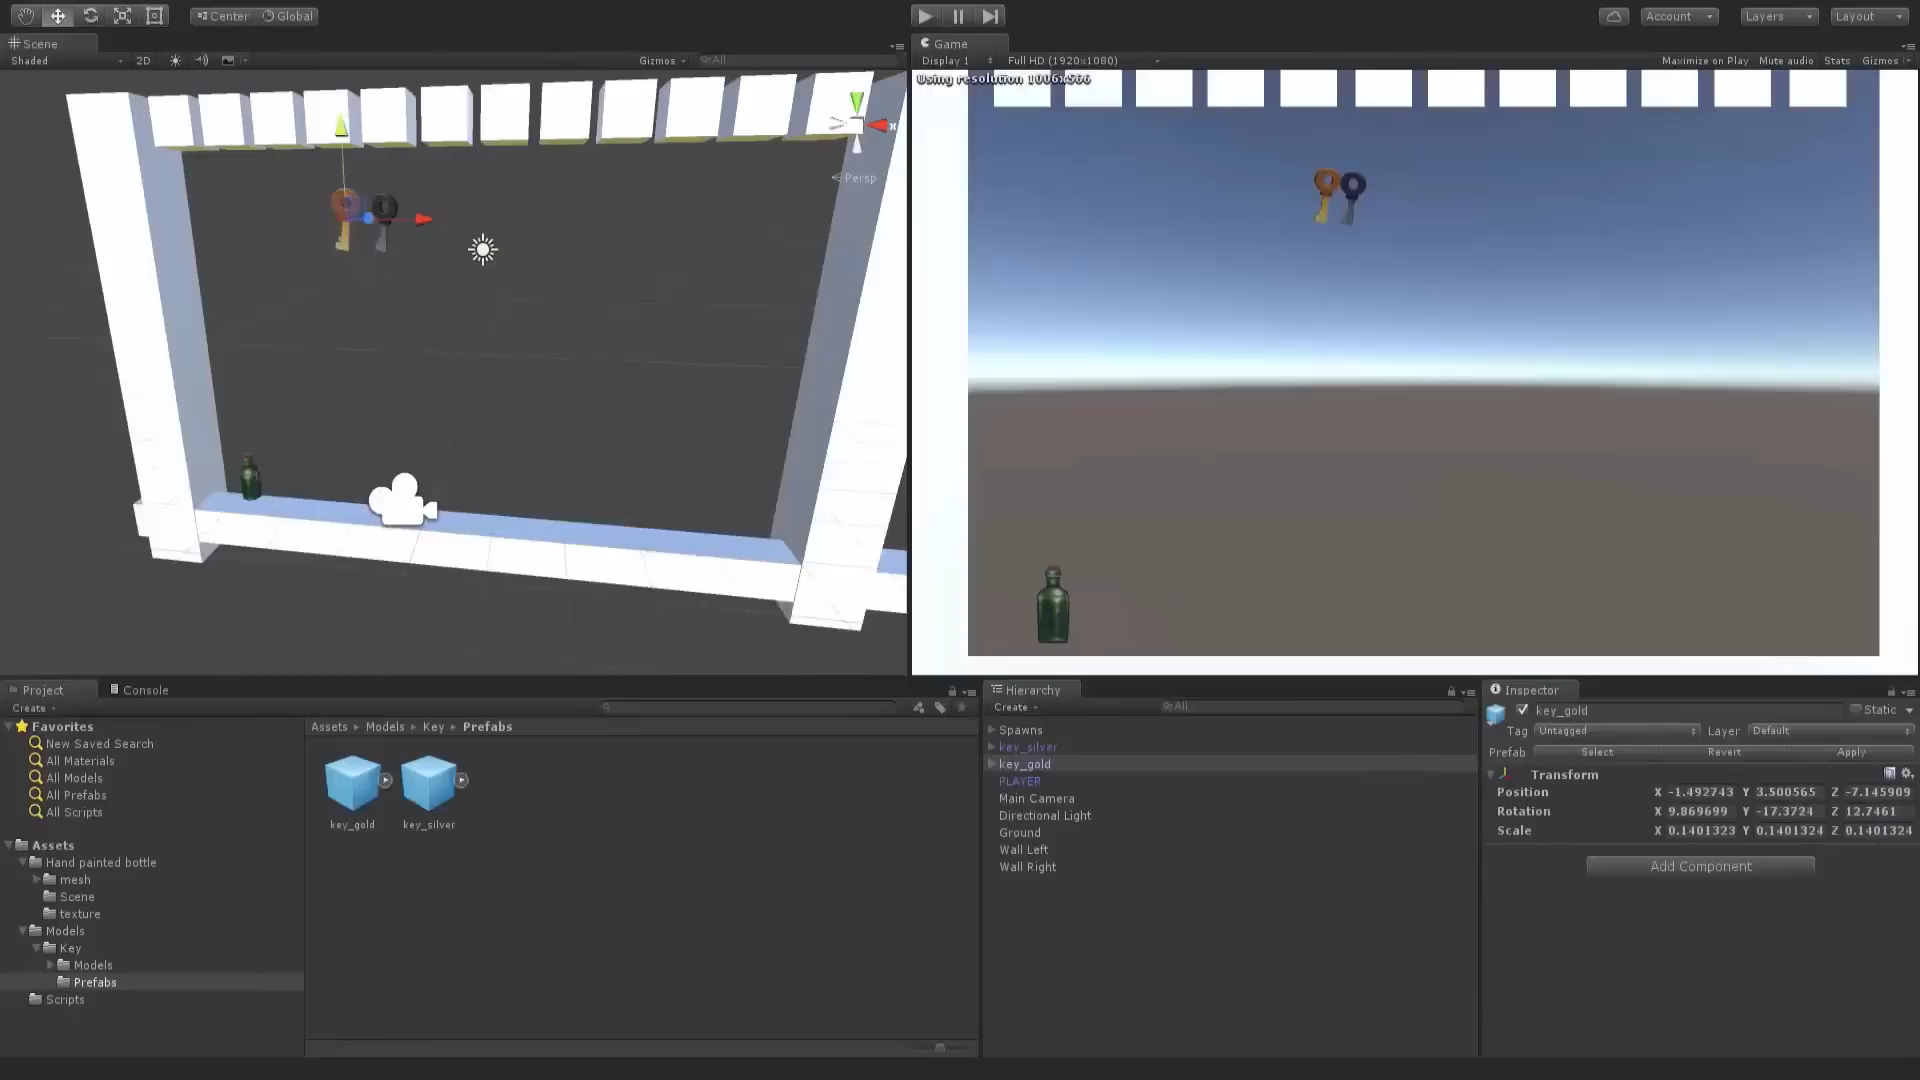 Center Global Account Layers Layout
Scene
Shaded 2D Gizmos All
Game
Display 1 Full HD (1920x1080) Maximize on Play Mute audio Stats Gizmos
Using resolution 1006x566
x
Persp
Project Console
Create
Favorites
New Saved Search
All Materials
All Models
All Prefabs
All Scripts
Assets
Hand painted bottle
mesh
Scene
texture
Models
Key
Models
Prefabs
Scripts
Assets Models Key Prefabs
key_gold key_silver
Hierarchy
Create All
Spawns
key_silver
key_gold
PLAYER
Main Camera
Directional Light
Ground
Wall Left
Wall Right
Inspector
key_gold Static
Tag Untagged Layer Default
Prefab Select Revert Apply
Transform
Position X -1.492743 Y 3.500565 Z -7.145909
Rotation X 9.869699 Y -17.3724 Z 12.7461
Scale X 0.1401323 Y 0.1401324 Z 0.1401324
Add Component